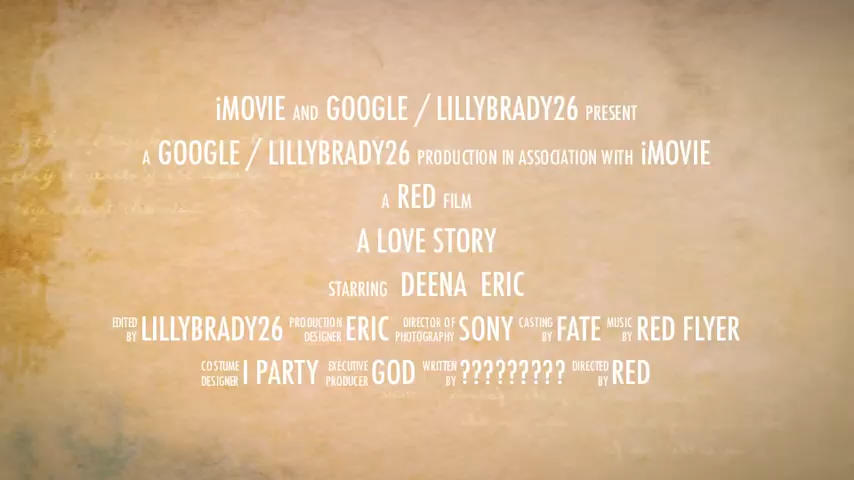 iMOVIE AND GOOGLE / LILLYBRADY26 PRESENT
A GOOGLE / LILLYBRADY26 PRODUCTION IN ASSOCIATION WITH iMOVIE
A RED FILM
A LOVE STORY
STARRING DEENA ERIC
EDITED BY LILLYBRADY26 PRODUCTION DESIGNER ERIC DIRECTOR OF PHOTOGRAPHY SONY CASTING BY FATE MUSIC BY RED FLYER
COSTUME DESIGNER I PARTY EXECUTIVE PRODUCER GOD WRITTEN BY ????????? DIRECTED BY RED